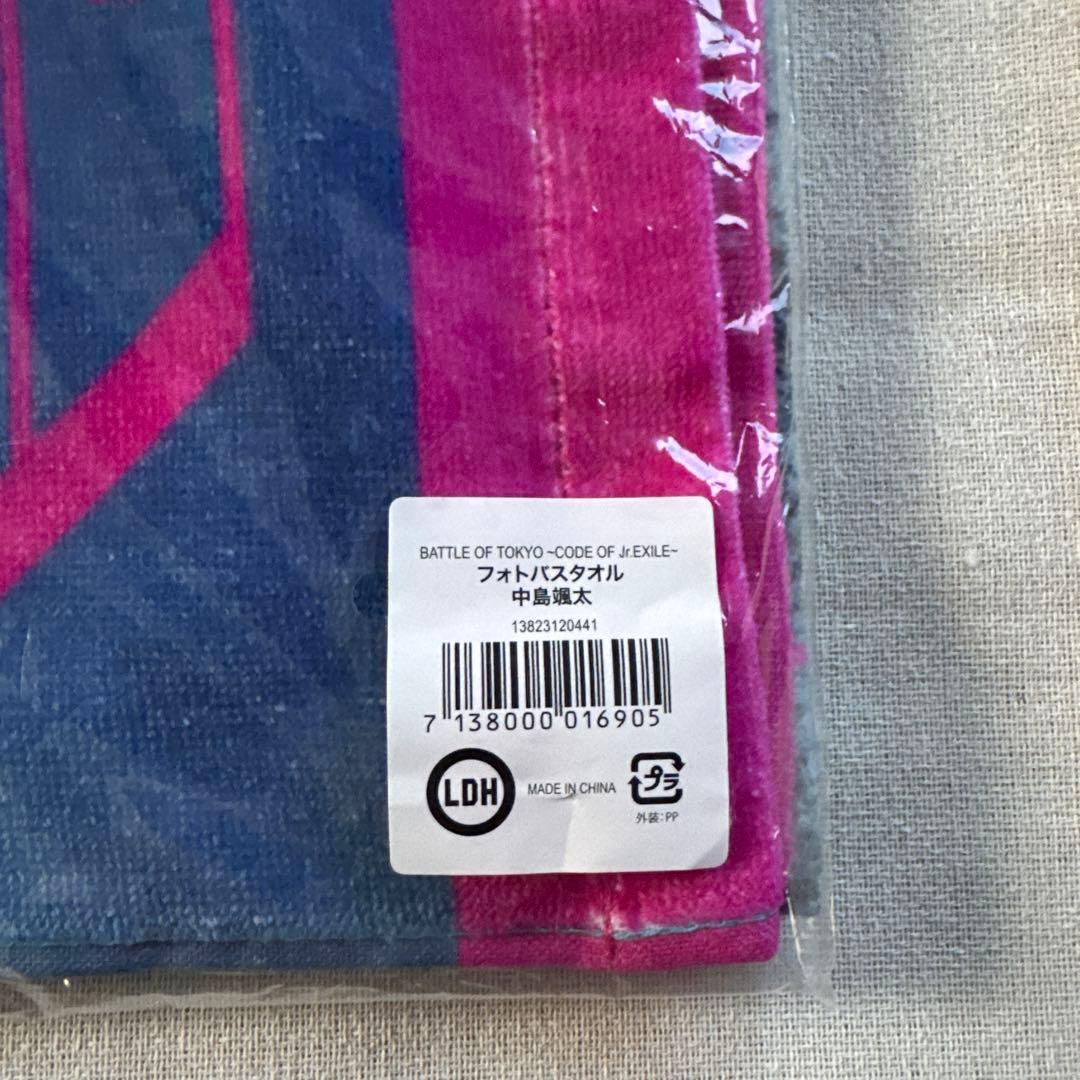 BATTLE OF TOKYO ~CODE OF Jr.EXILE~
フォトバスタオル
中島颯太
13823120441
7 138000 016905
LDH
MADE IN CHINA
プラ
外装:PP